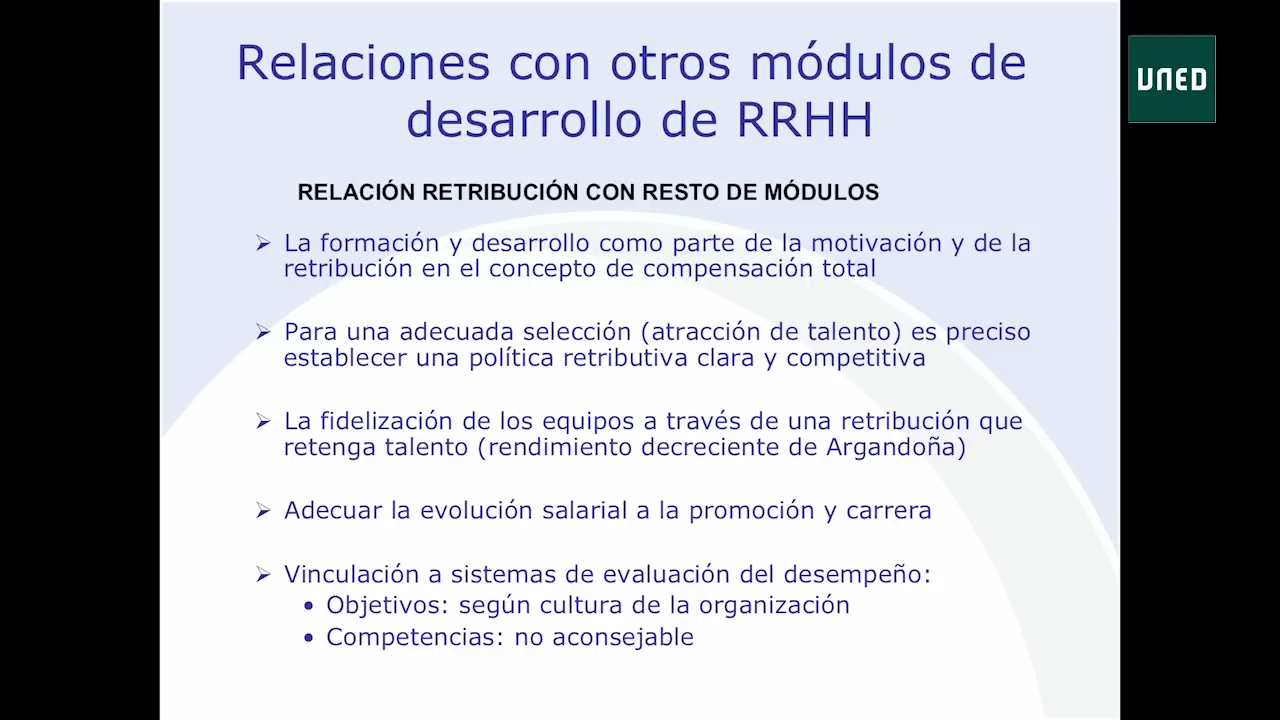 Relaciones con otros módulos de
desarrollo de RRHH
UNED
RELACIÓN RETRIBUCIÓN CON RESTO DE MÓDULOS
➢ La formación y desarrollo como parte de la motivación y de la
retribución en el concepto de compensación total
➢ Para una adecuada selección (atracción de talento) es preciso
establecer una política retributiva clara y competitiva
➢ La fidelización de los equipos a través de una retribución que
retenga talento (rendimiento decreciente de Argandoña)
➢ Adecuar la evolución salarial a la promoción y carrera
➢ Vinculación a sistemas de evaluación del desempeño:
• Objetivos: según cultura de la organización
• Competencias: no aconsejable